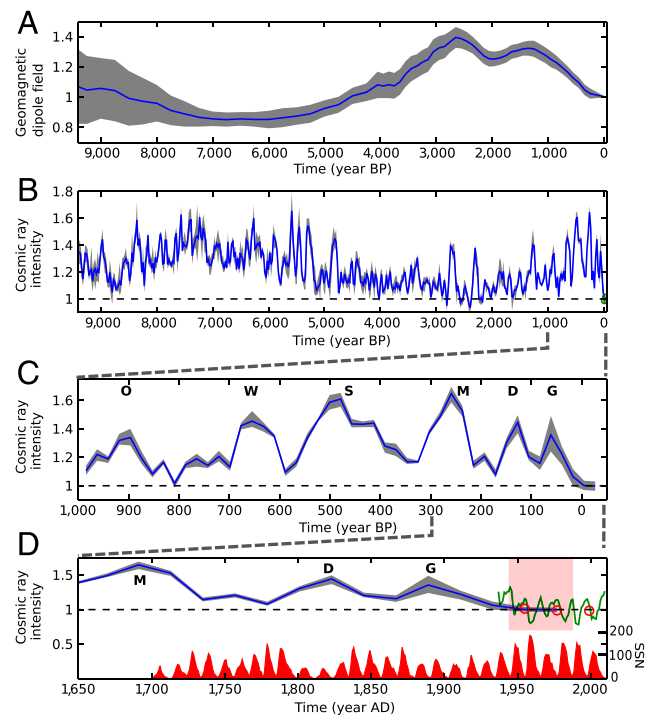 A
1.4
1.2
1
0.8
Geomagnetic
dipole field
9,000 8,000 7,000 6,000 5,000 4,000 3,000 2,000 1,000 0
Time (year BP)
B
1.8
1.6
1.4
1.2
1
Cosmic ray
intensity
9,000 8,000 7,000 6,000 5,000 4,000 3,000 2,000 1,000 0
Time (year BP)
C
O W S M D G
1.6
1.4
1.2
1
Cosmic ray
intensity
1,000 900 800 700 600 500 400 300 200 100 0
Time (year BP)
D
M D G
1.5
1
0.5
Cosmic ray
intensity
200
100
0
SSN
1,650 1,700 1,750 1,800 1,850 1,900 1,950 2,000
Time (year AD)